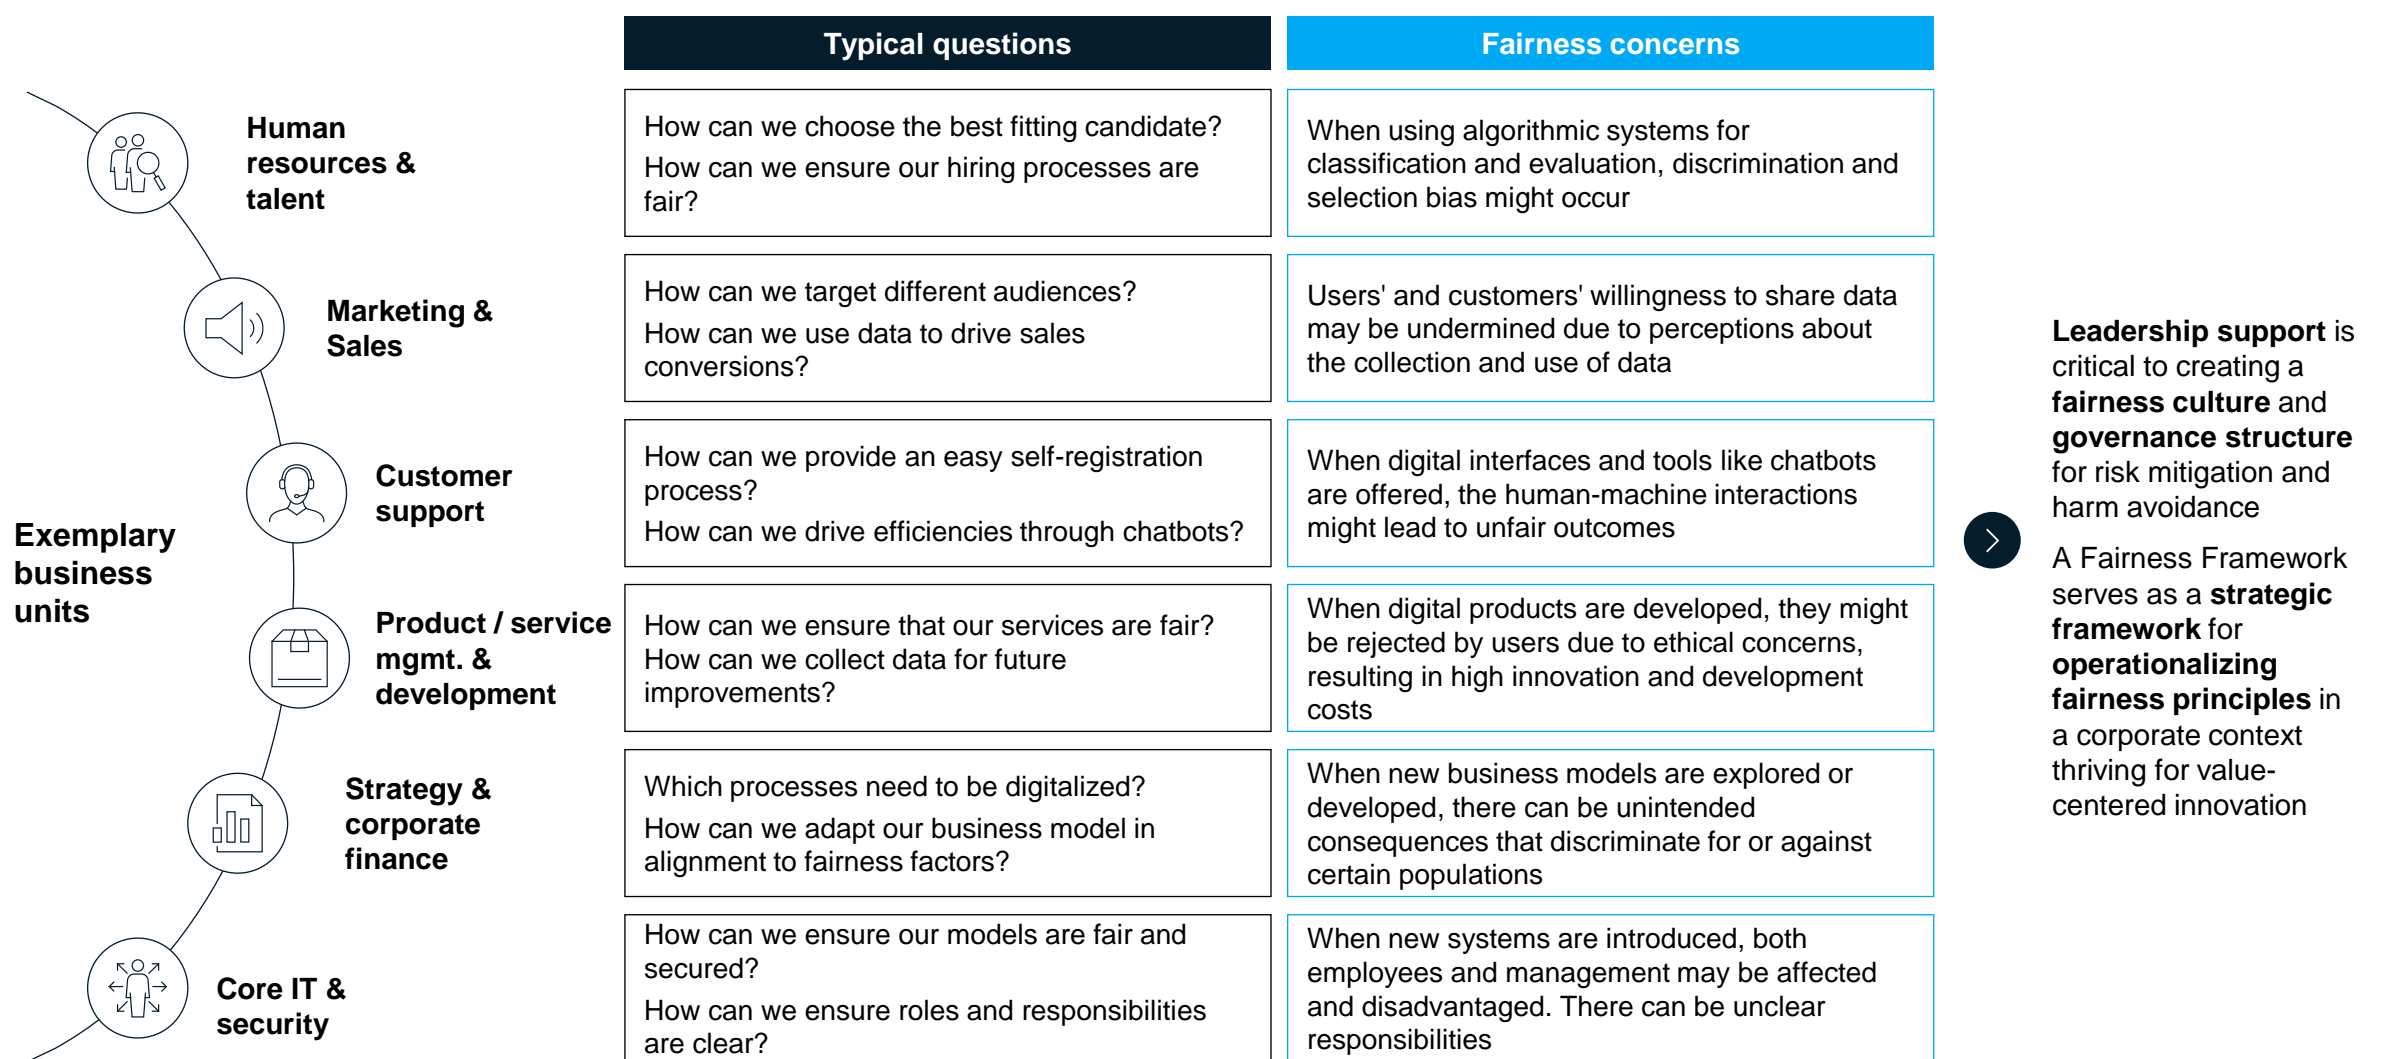 Typical questions
Fairness concerns
Exemplary
business
units
Human
resources &
talent
How can we choose the best fitting candidate?
How can we ensure our hiring processes are
fair?
When using algorithmic systems for
classification and evaluation, discrimination and
selection bias might occur
Marketing &
Sales
How can we target different audiences?
How can we use data to drive sales
conversions?
Users' and customers' willingness to share data
may be undermined due to perceptions about
the collection and use of data
Customer
support
How can we provide an easy self-registration
process?
How can we drive efficiencies through chatbots?
When digital interfaces and tools like chatbots
are offered, the human-machine interactions
might lead to unfair outcomes
Product / service
mgmt. &
development
How can we ensure that our services are fair?
How can we collect data for future
improvements?
When digital products are developed, they might
be rejected by users due to ethical concerns,
resulting in high innovation and development
costs
Strategy &
corporate
finance
Which processes need to be digitalized?
How can we adapt our business model in
alignment to fairness factors?
When new business models are explored or
developed, there can be unintended
consequences that discriminate for or against
certain populations
Core IT &
security
How can we ensure our models are fair and
secured?
How can we ensure roles and responsibilities
are clear?
When new systems are introduced, both
employees and management may be affected
and disadvantaged. There can be unclear
responsibilities
Leadership support is
critical to creating a
fairness culture and
governance structure
for risk mitigation and
harm avoidance
A Fairness Framework
serves as a strategic
framework for
operationalizing
fairness principles in
a corporate context
thriving for value-
centered innovation